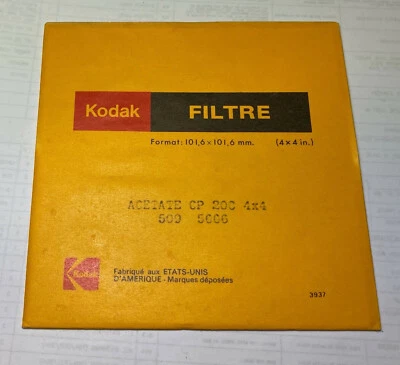 Kodak FILTRE
Format: 101,6 × 101,6 mm. (4 × 4 in.)
ACETATE CP 20C 4x4
500 5666
Kodak
Fabriqué aux ETATS-UNIS
D'AMERIQUE - Marques déposées
3937